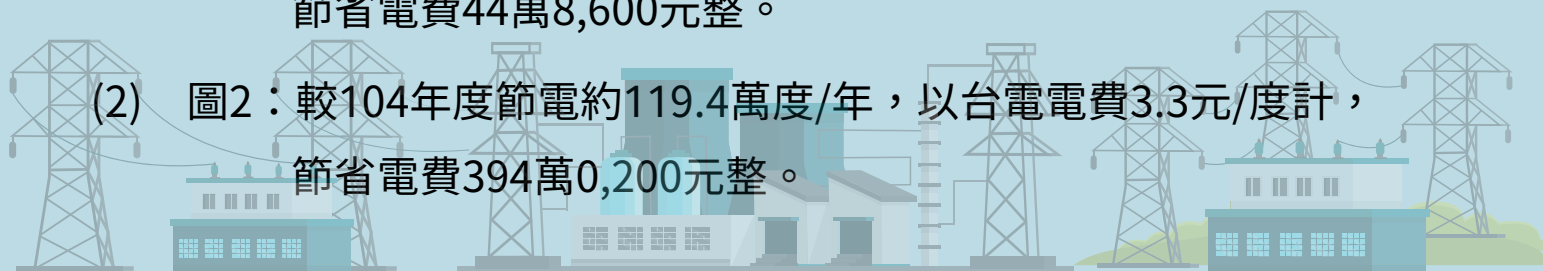 節省電費44萬8,600元整。
(2) 圖2：較104年度節電約119.4萬度/年，以台電電費3.3元/度計，
節省電費394萬0,200元整。